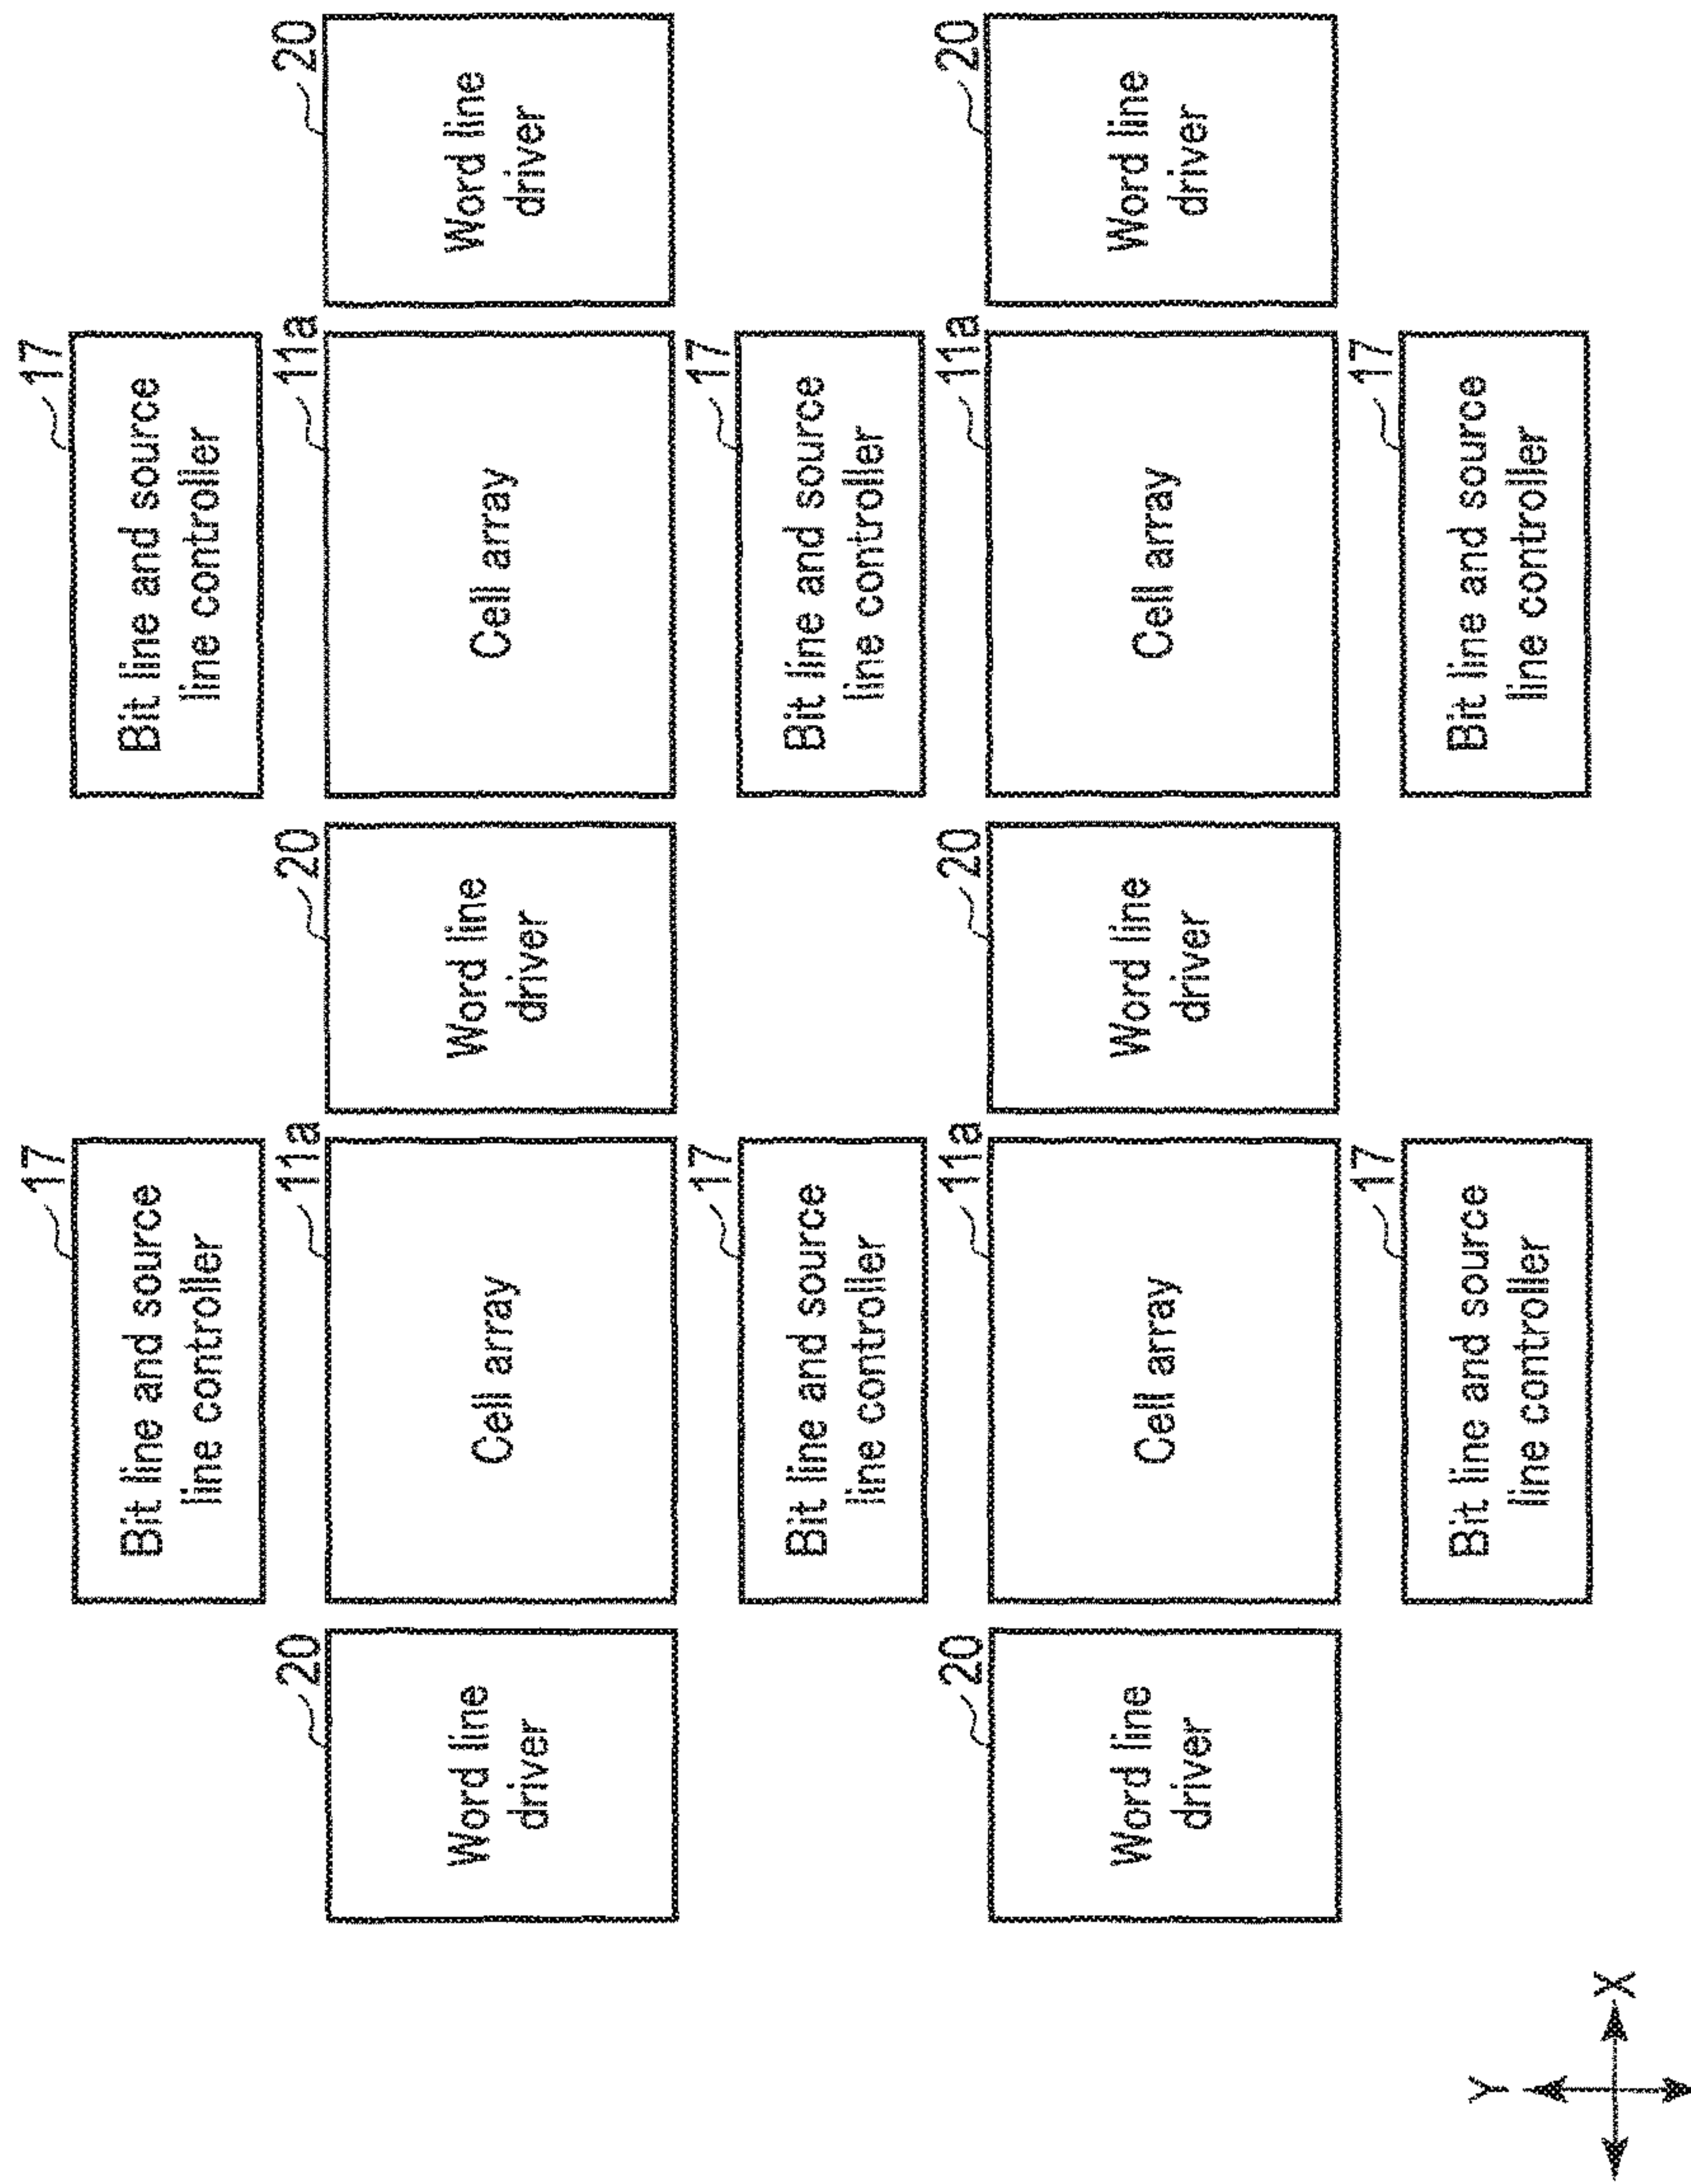 17
Bit line and source
line controller
17
Bit line and source
line controller
20
Word line
driver
11a
Cell array
20
Word line
driver
11a
Cell array
20
Word line
driver
17
Bit line and source
line controller
17
Bit line and source
line controller
20
Word line
driver
11a
Cell array
20
Word line
driver
11a
Cell array
20
Word line
driver
17
Bit line and source
line controller
17
Bit line and source
line controller
Y
X